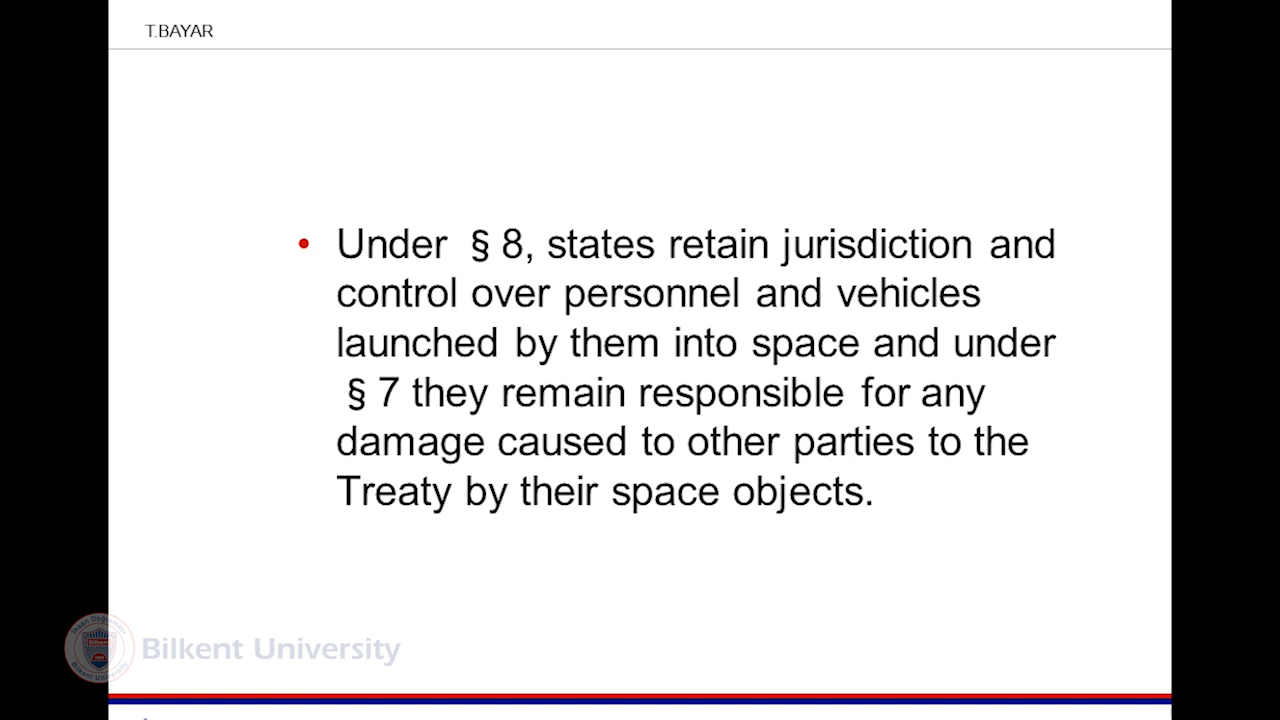 T.BAYAR
• Under § 8, states retain jurisdiction and
control over personnel and vehicles
launched by them into space and under
§ 7 they remain responsible for any
damage caused to other parties to the
Treaty by their space objects.
Bilkent University